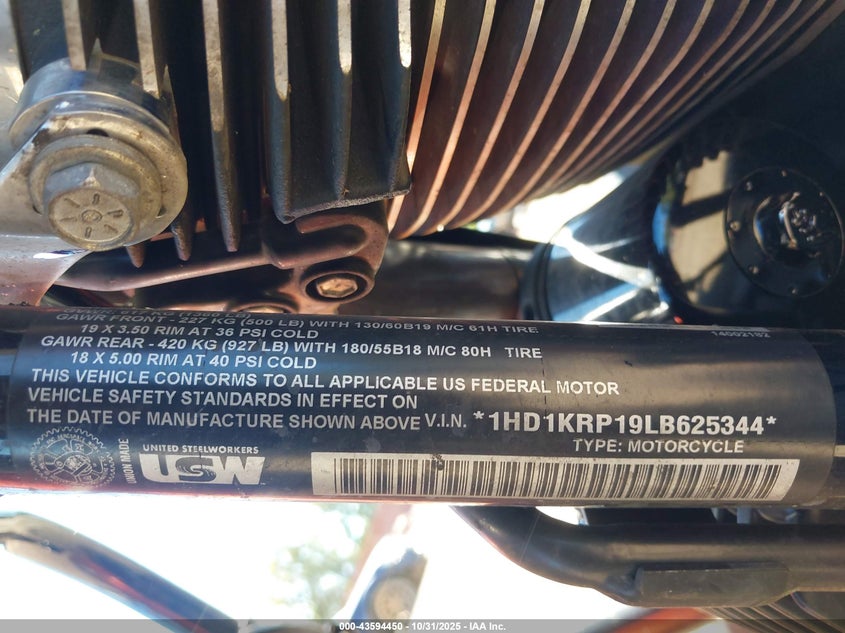 GAWR FRONT - 227 KG (500 LB) WITH 130/60B19 M/C 61H TIRE
19 X 3.50 RIM AT 36 PSI COLD
14002192
GAWR REAR - 420 KG (927 LB) WITH 180/55B18 M/C 80H TIRE
18 X 5.00 RIM AT 40 PSI COLD
THIS VEHICLE CONFORMS TO ALL APPLICABLE US FEDERAL MOTOR
VEHICLE SAFETY STANDARDS IN EFFECT ON
THE DATE OF MANUFACTURE SHOWN ABOVE V.I.N. *1HD1KRP19LB625344*
TYPE: MOTORCYCLE
UNION MADE
UNITED STEELWORKERS
USW
000-43594450 - 10/31/2025 - IAA Inc.